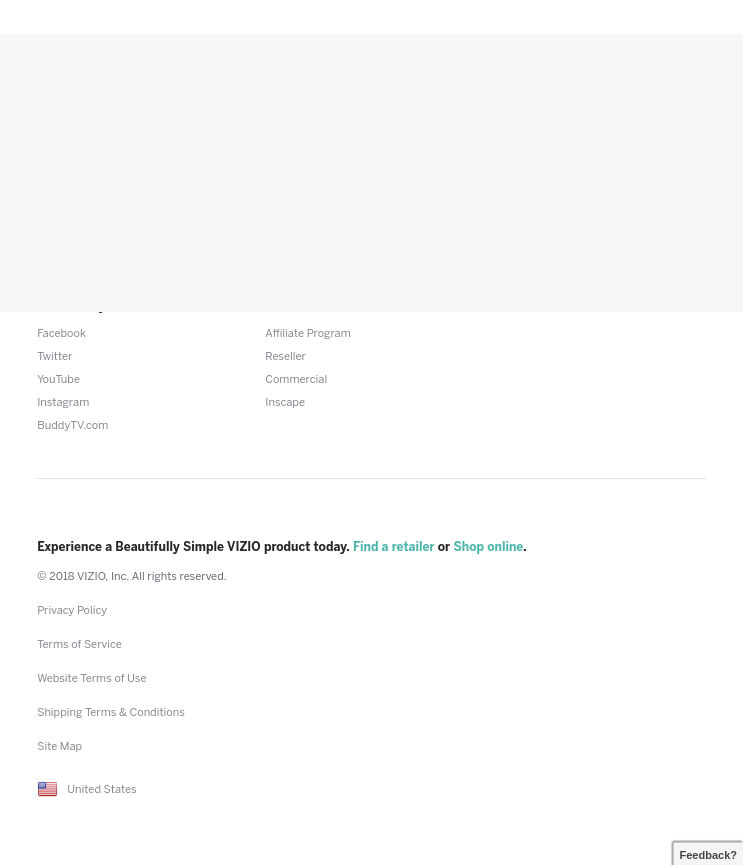 Facebook
Twitter
YouTube
Instagram
BuddyTV.com
Affiliate Program
Reseller
Commercial
Inscape
Experience a Beautifully Simple VIZIO product today. Find a retailer or Shop online.
© 2018 VIZIO, Inc. All rights reserved.
Privacy Policy
Terms of Service
Website Terms of Use
Shipping Terms & Conditions
Site Map
United States
Feedback?